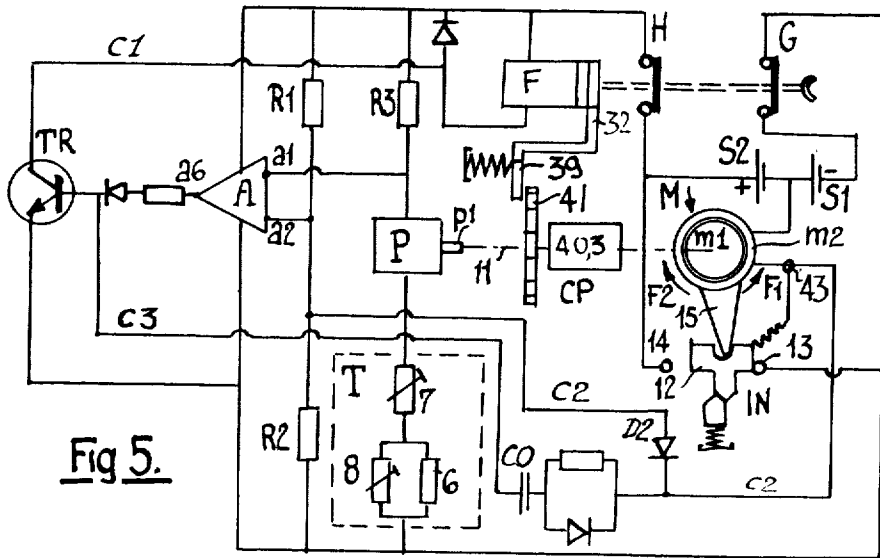 C1
H
G
F
R1
R3
32
TR
a6
A
a1
a2
39
S2
+
-
S1
41
M
P
p1
11
40,3
CP
m1
m2
F2
F1
43
15
C3
14
12
13
IN
T
7
C2
R2
D2
Fig 5.
8
6
CO
C2